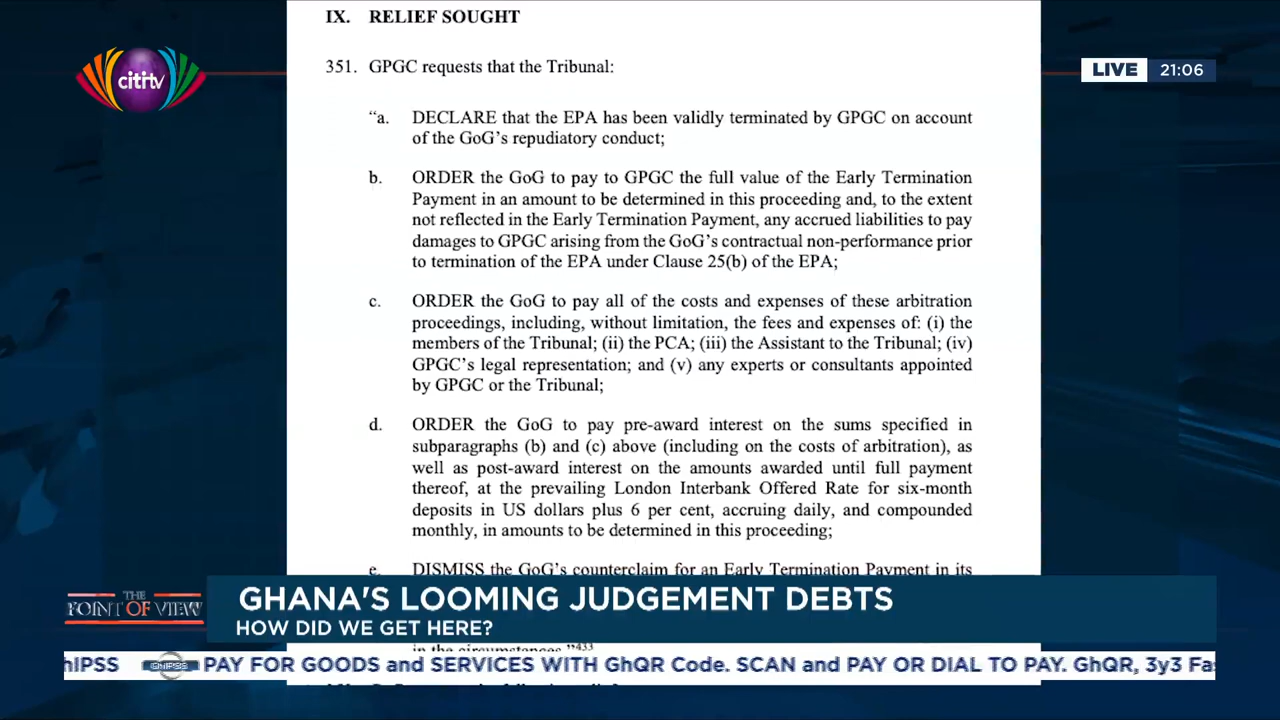 IX. RELIEF SOUGHT
citi tv
LIVE 21:06
351. GPGC requests that the Tribunal:
“a. DECLARE that the EPA has been validly terminated by GPGC on account
of the GoG’s repudiatory conduct;
b. ORDER the GoG to pay to GPGC the full value of the Early Termination
Payment in an amount to be determined in this proceeding and, to the extent
not reflected in the Early Termination Payment, any accrued liabilities to pay
damages to GPGC arising from the GoG’s contractual non-performance prior
to termination of the EPA under Clause 25(b) of the EPA;
c. ORDER the GoG to pay all of the costs and expenses of these arbitration
proceedings, including, without limitation, the fees and expenses of: (i) the
members of the Tribunal; (ii) the PCA; (iii) the Assistant to the Tribunal; (iv)
GPGC’s legal representation; and (v) any experts or consultants appointed
by GPGC or the Tribunal;
d. ORDER the GoG to pay pre-award interest on the sums specified in
subparagraphs (b) and (c) above (including on the costs of arbitration), as
well as post-award interest on the amounts awarded until full payment
thereof, at the prevailing London Interbank Offered Rate for six-month
deposits in US dollars plus 6 per cent, accruing daily, and compounded
monthly, in amounts to be determined in this proceeding;
e. DISMISS the GoG’s counterclaim for an Early Termination Payment in its
THE
POINT OF VIEW
GHANA'S LOOMING JUDGEMENT DEBTS
HOW DID WE GET HERE?
in the circumstances.”433
hIPSS GHIPSS PAY FOR GOODS and SERVICES WITH GhQR Code. SCAN and PAY OR DIAL TO PAY. GhQR, 3y3 Fas